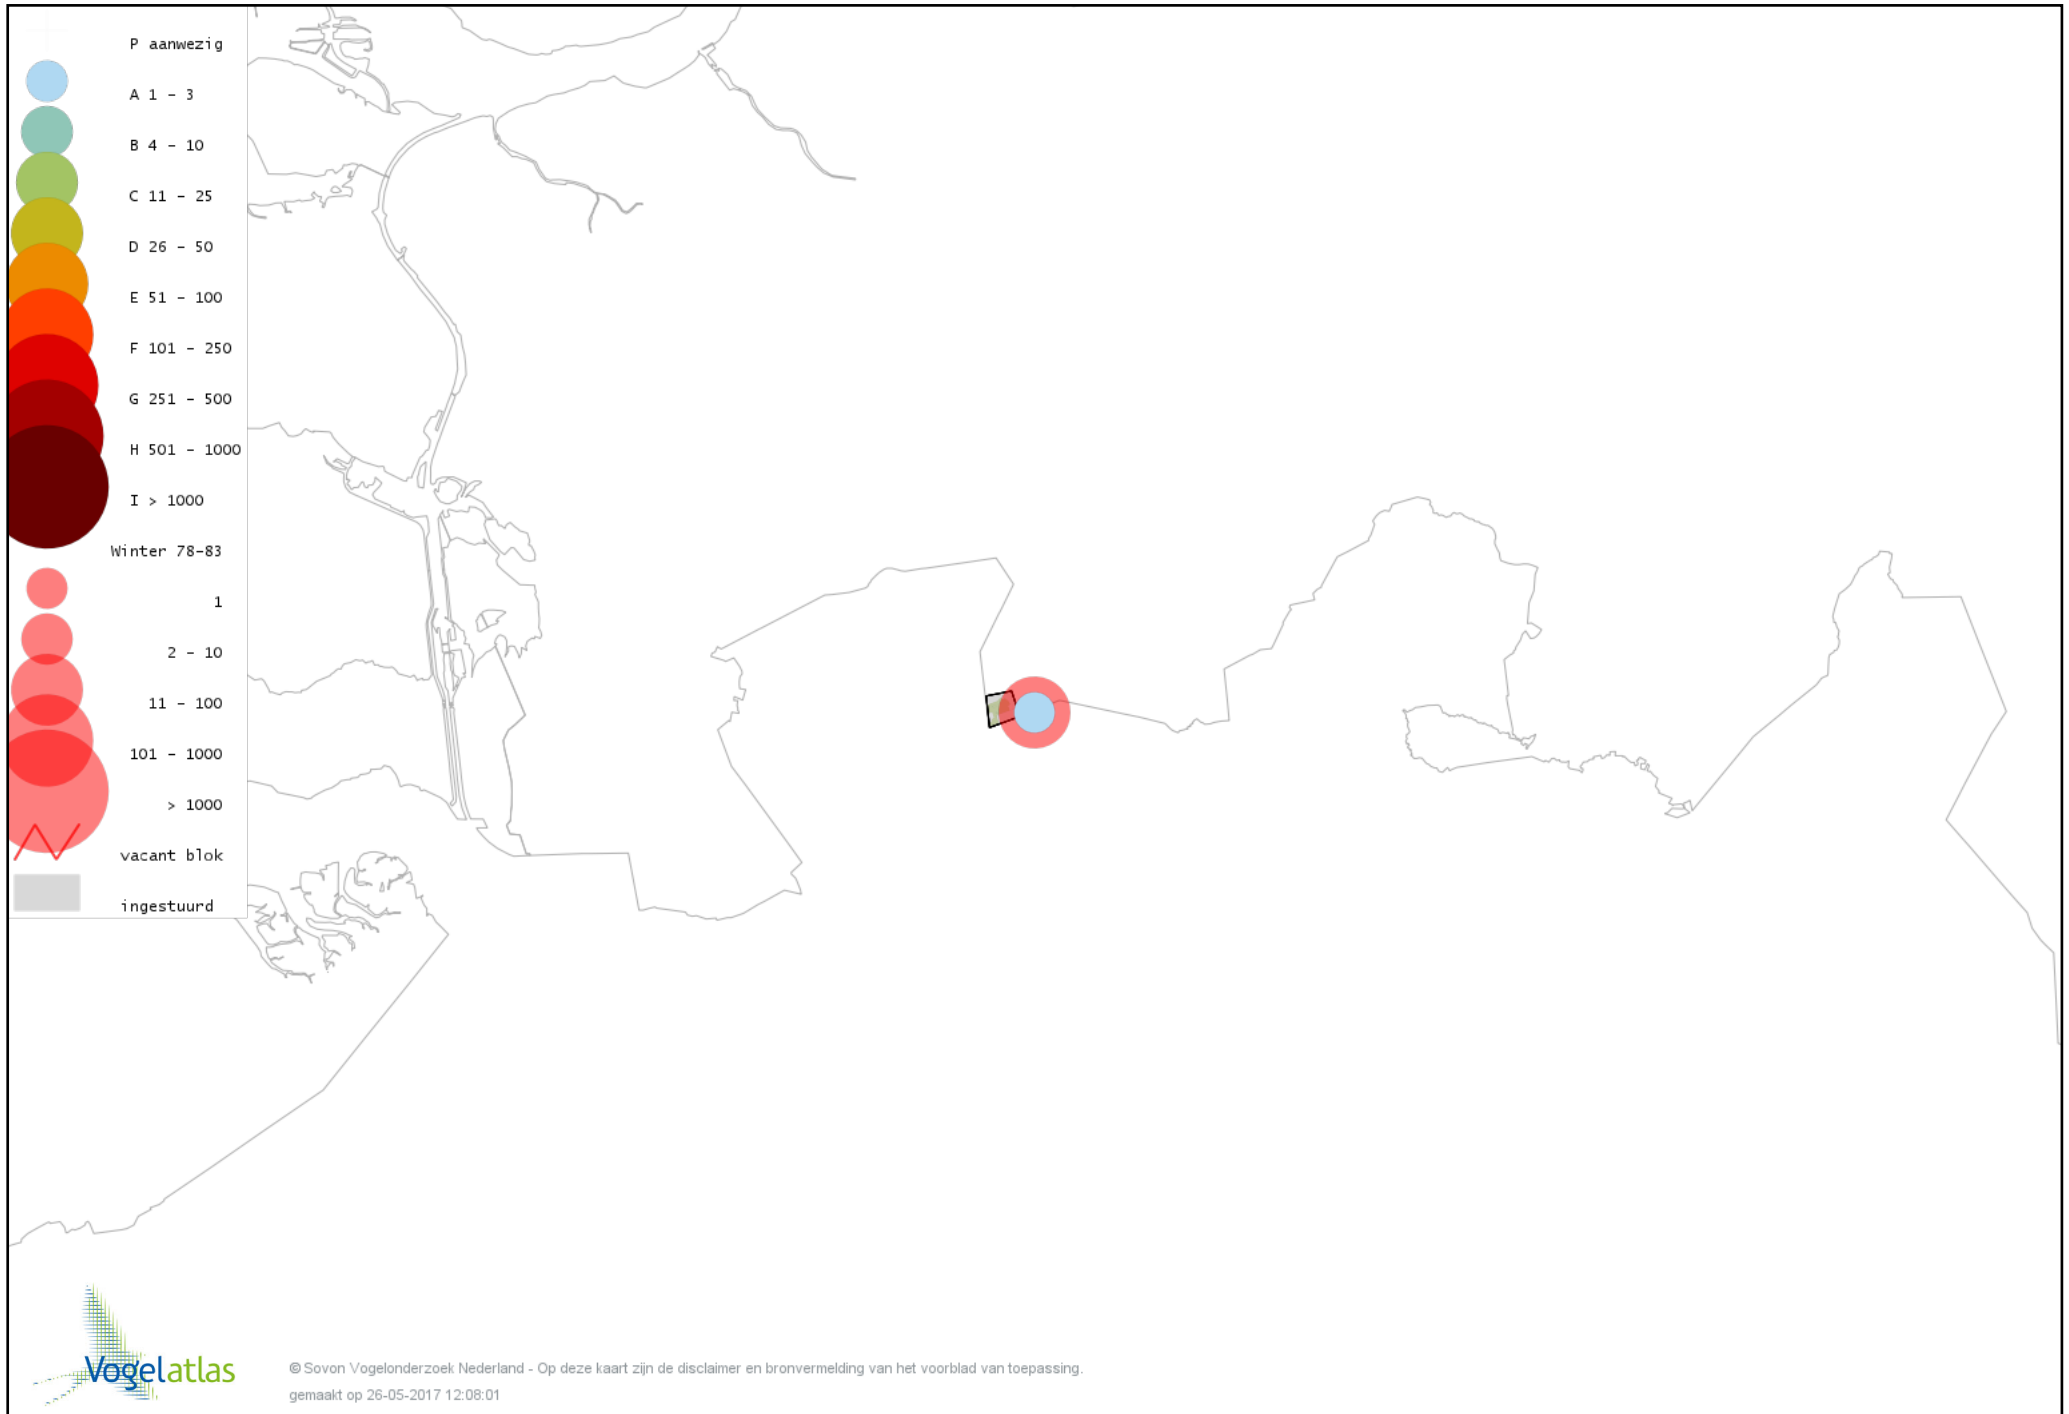 P aanwezig
A 1 - 3
B 4 - 10
C 11 - 25
D 26 - 50
E 51 - 100
F 101 - 250
G 251 - 500
H 501 - 1000
I > 1000
Winter 78-83
1
2 - 10
11 - 100
101 - 1000
> 1000
vacant blok
ingestuurd
Vogelatlas
© Sovon Vogelonderzoek Nederland - Op deze kaart zijn de disclaimer en bronvermelding van het voorblad van toepassing.
gemaakt op 26-05-2017 12:08:01